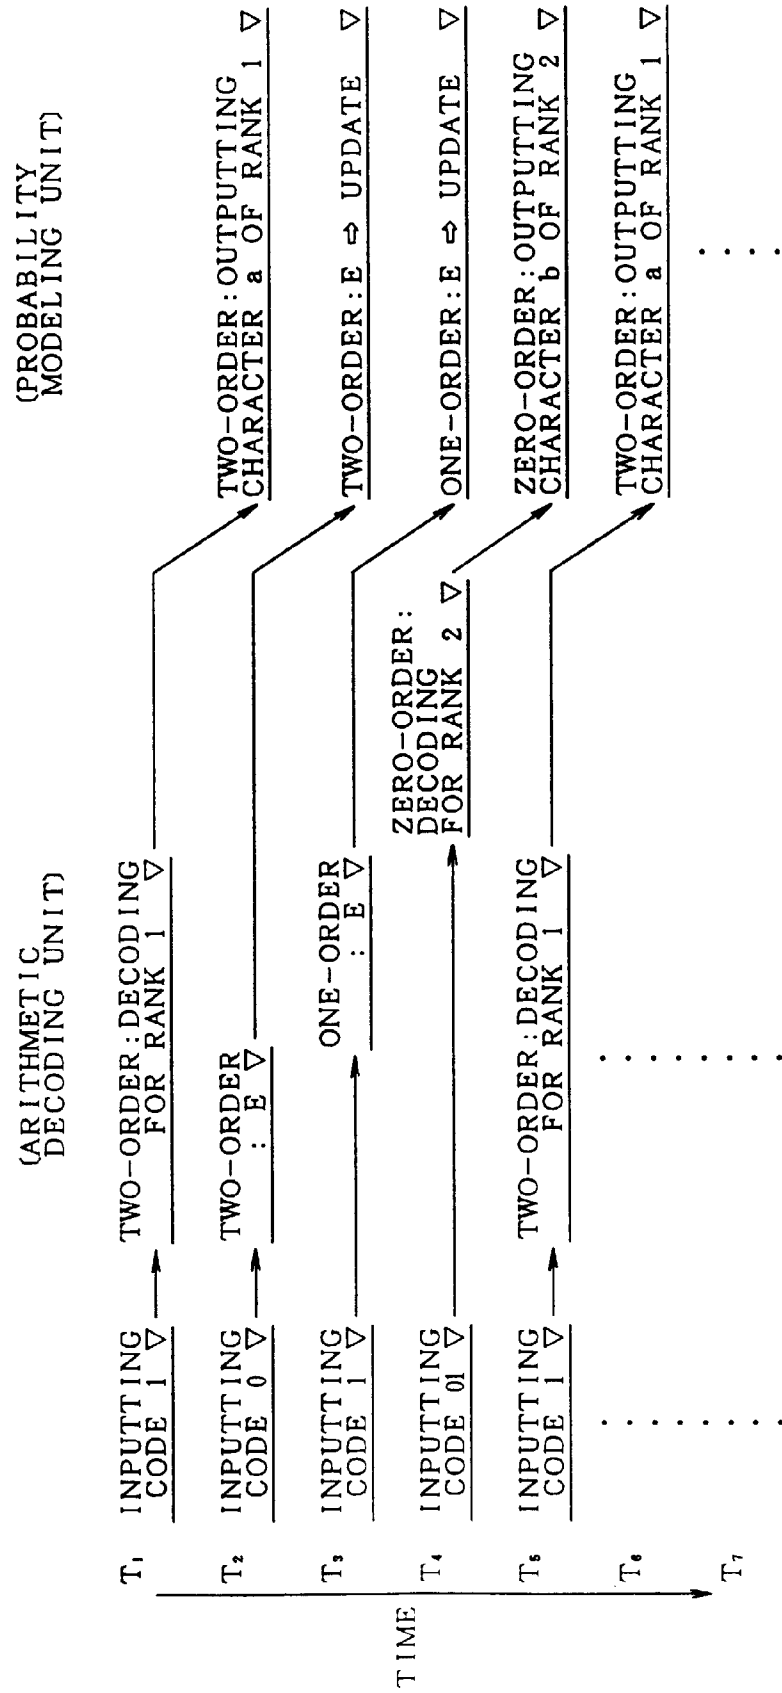 (ARITHMETIC
DECODING UNIT)
(PROBABILITY
MODELING UNIT)
TIME
T₁
INPUTTING
CODE 1 ▽
TWO-ORDER:DECODING
FOR RANK 1 ▽
T₂
INPUTTING
CODE 0 ▽
TWO-ORDER
: E ▽
TWO-ORDER:OUTPUTTING
CHARACTER a OF RANK 1 ▽
T₃
INPUTTING
CODE 1 ▽
ONE-ORDER
: E ▽
TWO-ORDER:E ⇨ UPDATE ▽
T₄
INPUTTING
CODE 01 ▽
ZERO-ORDER:
DECODING
FOR RANK 2 ▽
ONE-ORDER:E ⇨ UPDATE ▽
T₅
INPUTTING
CODE 1 ▽
TWO-ORDER:DECODING
FOR RANK 1 ▽
ZERO-ORDER:OUTPUTTING
CHARACTER b OF RANK 2 ▽
T₆
TWO-ORDER:OUTPUTTING
CHARACTER a OF RANK 1 ▽
T₇